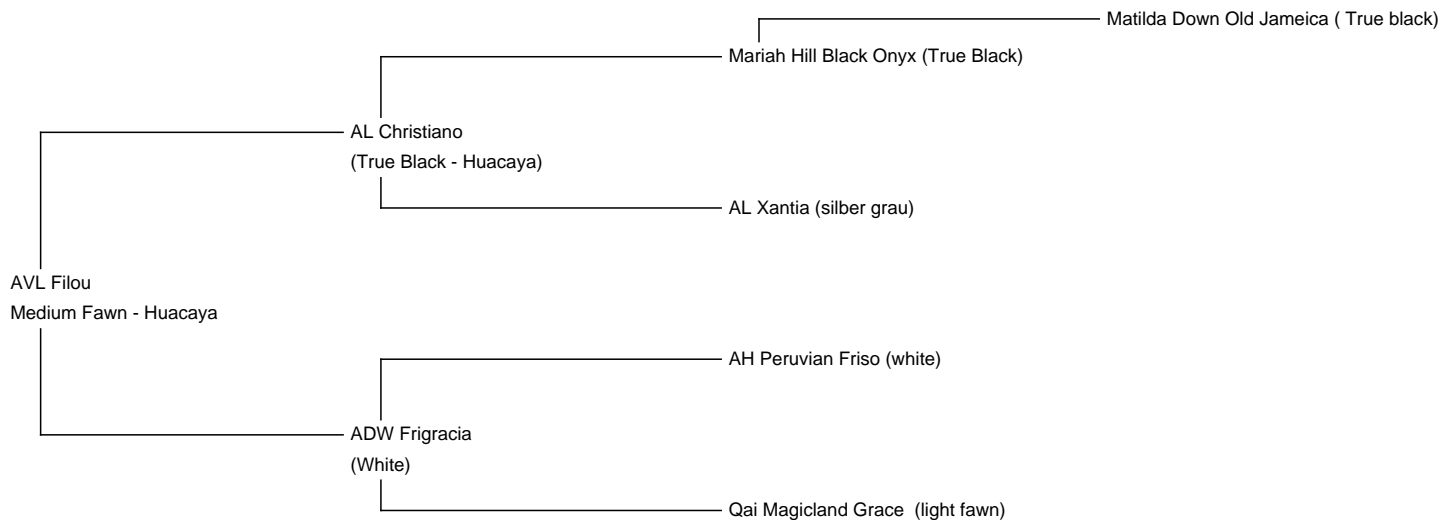 Matilda Down Old Jameica ( True black)
Mariah Hill Black Onyx (True Black)
AL Christiano
(True Black - Huacaya)
AL Xantia (silber grau)
AVL Filou
Medium Fawn - Huacaya
AH Peruvian Friso (white)
ADW Frigracia
(White)
Qai Magicland Grace  (light fawn)